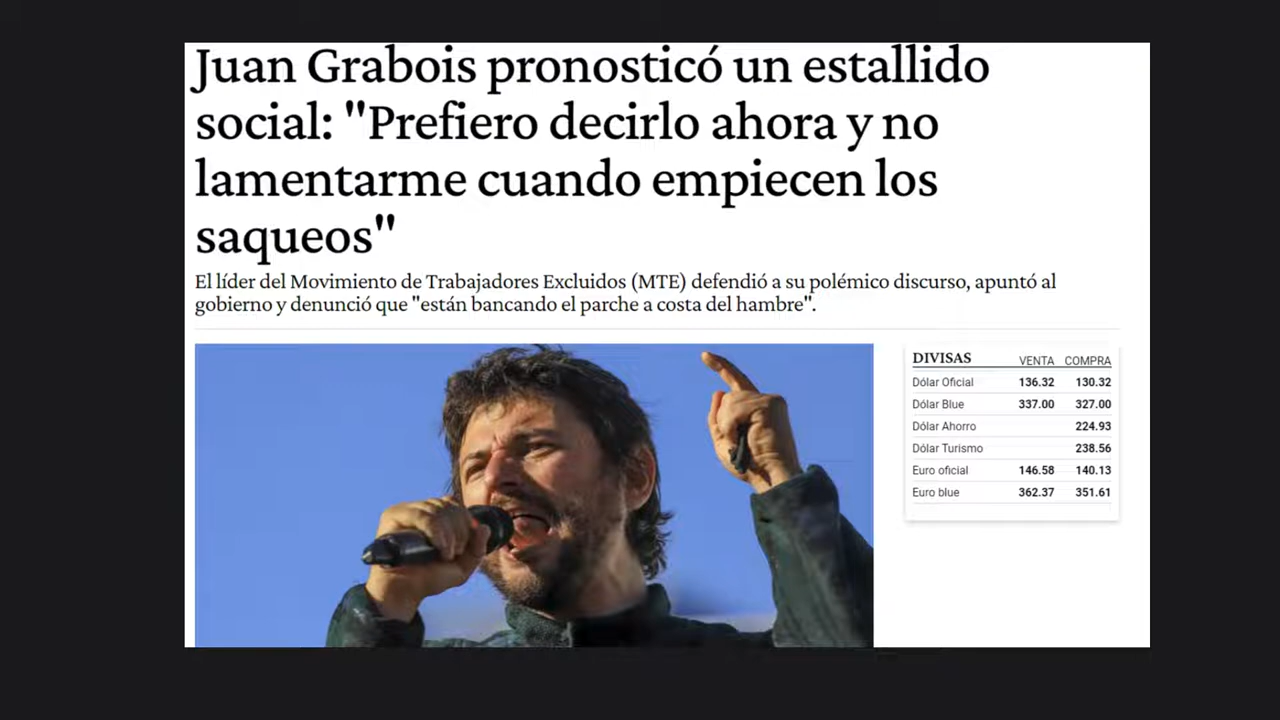 Juan Grabois pronosticó un estallido
social: "Prefiero decirlo ahora y no
lamentarme cuando empiecen los
saqueos"
El líder del Movimiento de Trabajadores Excluidos (MTE) defendió a su polémico discurso, apuntó al
gobierno y denunció que "están bancando el parche a costa del hambre".
DIVISAS VENTA COMPRA
Dólar Oficial 136.32 130.32
Dólar Blue 337.00 327.00
Dólar Ahorro 224.93
Dólar Turismo 238.56
Euro oficial 146.58 140.13
Euro blue 362.37 351.61